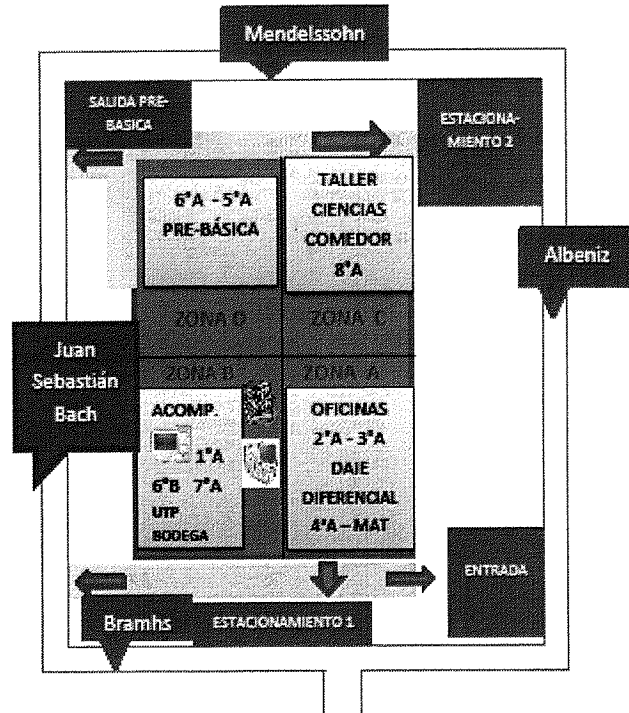 Mendelssohn
SALIDA PRE-
BASICA
ESTACIONA-
MIENTO 2
6°A - 5°A
PRE-BÁSICA
TALLER
CIENCIAS
COMEDOR
8°A
Albeniz
ZONA D
ZONA C
Juan
Sebastián
Bach
ZONA B
ZONA A
ACOMP.
1°A
6°B 7°A
UTP
BODEGA
OFICINAS
2°A - 3°A
DAIE
DIFERENCIAL
4°A – MAT
ENTRADA
Bramhs
ESTACIONAMIENTO 1